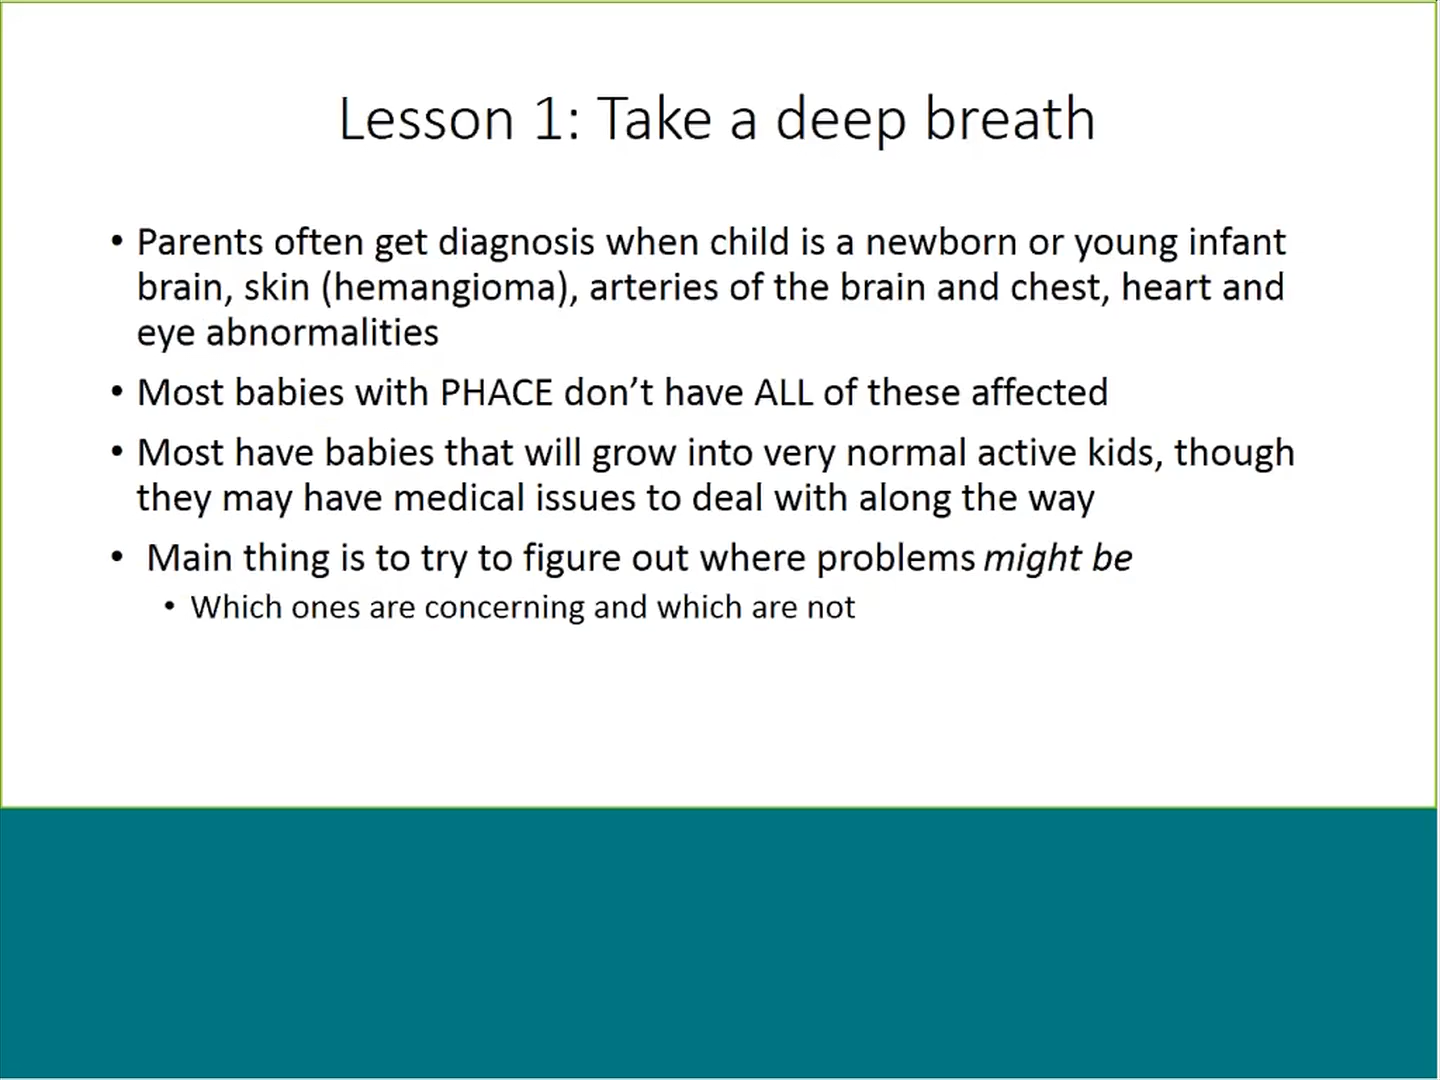 Lesson 1: Take a deep breath
• Parents often get diagnosis when child is a newborn or young infant
brain, skin (hemangioma), arteries of the brain and chest, heart and
eye abnormalities
• Most babies with PHACE don’t have ALL of these affected
• Most have babies that will grow into very normal active kids, though
they may have medical issues to deal with along the way
• Main thing is to try to figure out where problems might be
• Which ones are concerning and which are not